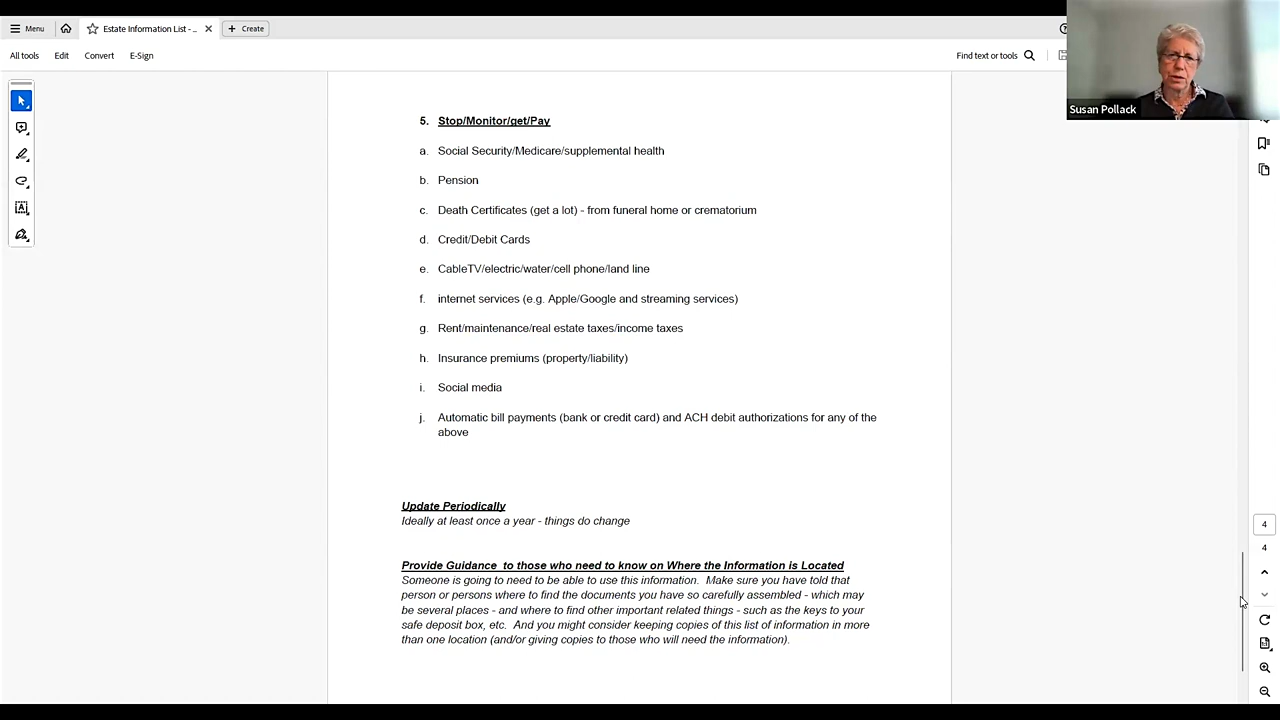 Menu
Estate Information List - ...
Create
All tools
Edit
Convert
E-Sign
Find text or tools
Susan Pollack
5. Stop/Monitor/get/Pay
a. Social Security/Medicare/supplemental health
b. Pension
c. Death Certificates (get a lot) - from funeral home or crematorium
d. Credit/Debit Cards
e. CableTV/electric/water/cell phone/land line
f. internet services (e.g. Apple/Google and streaming services)
g. Rent/maintenance/real estate taxes/income taxes
h. Insurance premiums (property/liability)
i. Social media
j. Automatic bill payments (bank or credit card) and ACH debit authorizations for any of the
above
Update Periodically
Ideally at least once a year - things do change
Provide Guidance to those who need to know on Where the Information is Located
Someone is going to need to be able to use this information. Make sure you have told that
person or persons where to find the documents you have so carefully assembled - which may
be several places - and where to find other important related things - such as the keys to your
safe deposit box, etc. And you might consider keeping copies of this list of information in more
than one location (and/or giving copies to those who will need the information).
4
4